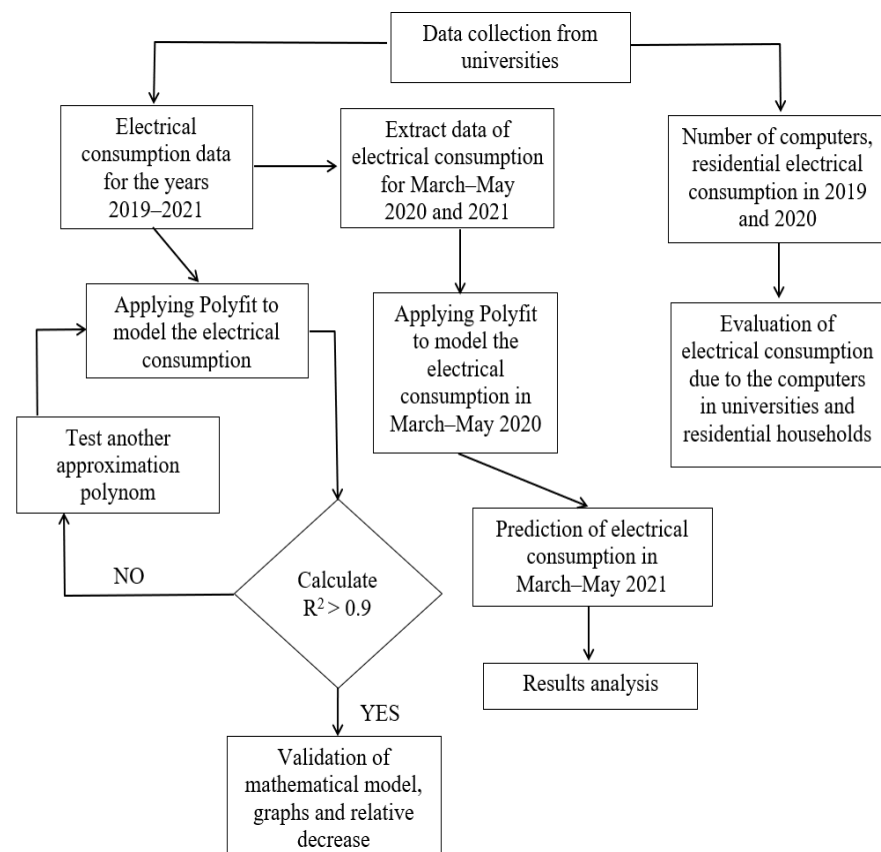 Data collection from
universities
Electrical
consumption data
for the years
2019–2021
Extract data of
electrical consumption
for March–May
2020 and 2021
Number of computers,
residential electrical
consumption in 2019
and 2020
Applying Polyfit to
model the electrical
consumption
Applying Polyfit to
model the
electrical
consumption in
March–May 2020
Evaluation of
electrical consumption
due to the computers
in universities and
residential households
Test another
approximation
polynom
Prediction of electrical
consumption in
March–May 2021
NO
Calculate
R² > 0.9
Results analysis
YES
Validation of
mathematical model,
graphs and relative
decrease